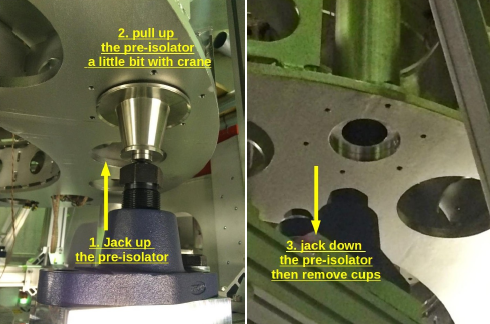 2. pull up
the pre-isolator
a little bit with crane
1. Jack up
the pre-isolator
3. jack down
the pre-isolator
then remove cups